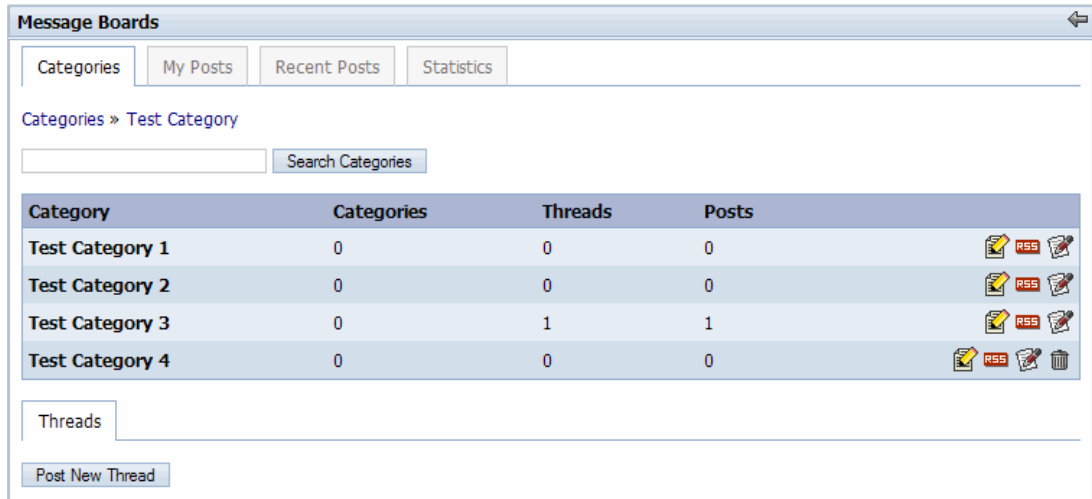 Message Boards
Categories My Posts Recent Posts Statistics
Categories » Test Category
Search Categories
Category Categories Threads Posts
Test Category 1 0 0 0 RSS
Test Category 2 0 0 0 RSS
Test Category 3 0 1 1 RSS
Test Category 4 0 0 0 RSS
Threads
Post New Thread